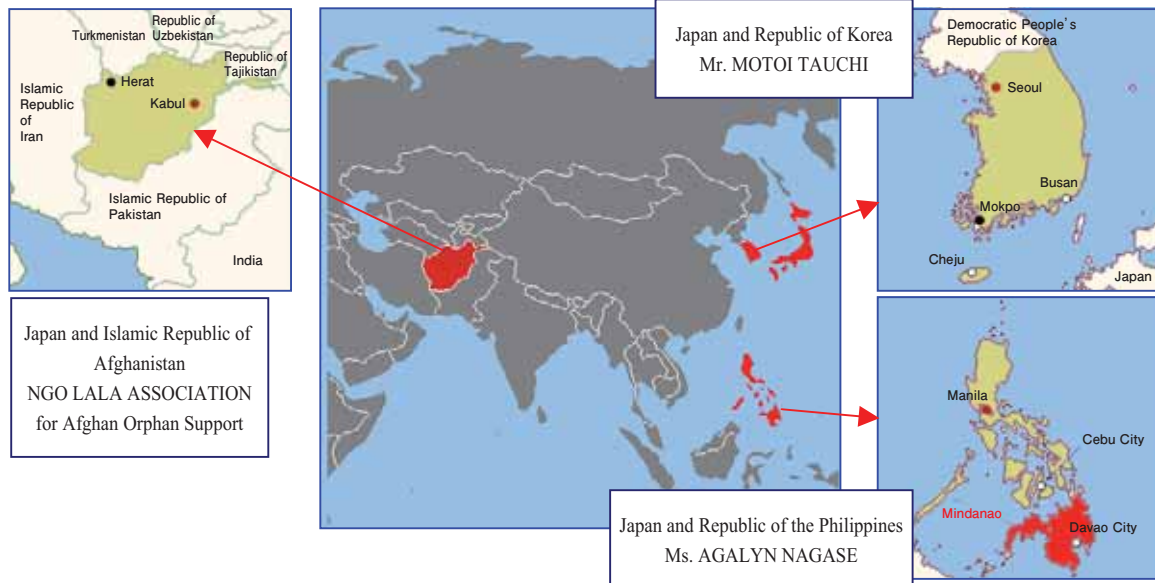 Republic of
Uzbekistan
Turkmenistan
Republic of
Tajikistan
Herat
Kabul
Islamic
Republic
of
Iran
Islamic Republic of
Pakistan
India
Japan and Islamic Republic of
Afghanistan
NGO LALA ASSOCIATION
for Afghan Orphan Support
Japan and Republic of Korea
Mr. MOTOI TAUCHI
Democratic People's
Republic of Korea
Seoul
Busan
Mokpo
Cheju
Japan
Manila
Cebu City
Mindanao
Davao City
Japan and Republic of the Philippines
Ms. AGALYN NAGASE